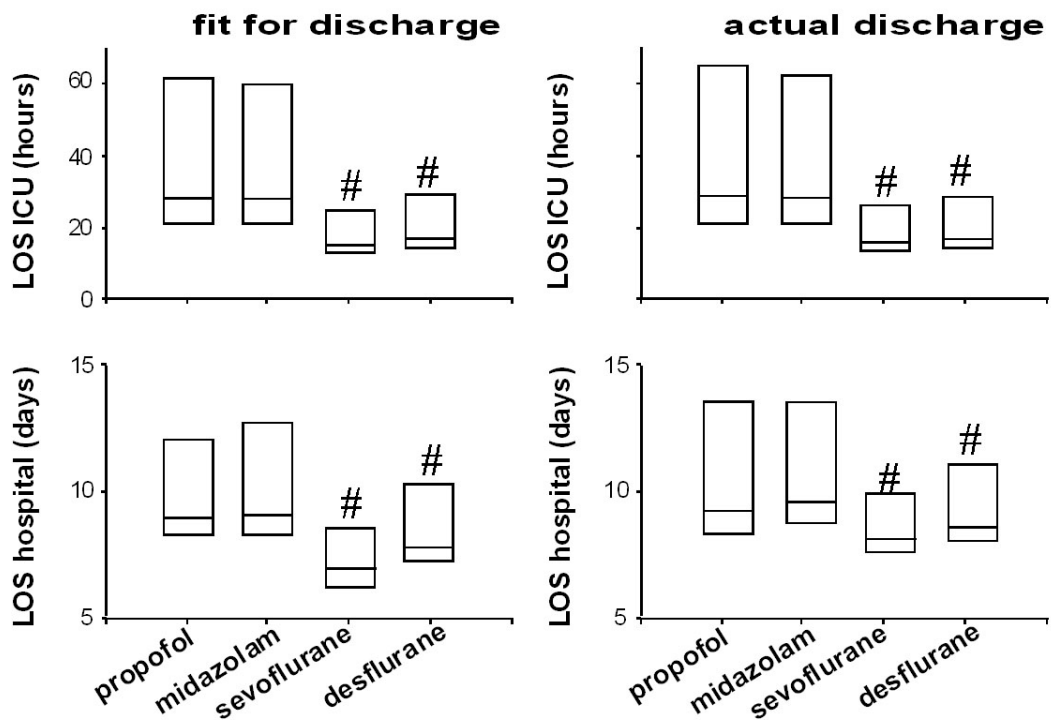 fit for discharge
actual discharge
LOS ICU (hours)
60
40
20
0
#
#
LOS ICU (hours)
#
#
LOS hospital (days)
15
10
5
#
#
propofol
midazolam
sevoflurane
desflurane
LOS hospital (days)
15
10
5
#
#
propofol
midazolam
sevoflurane
desflurane